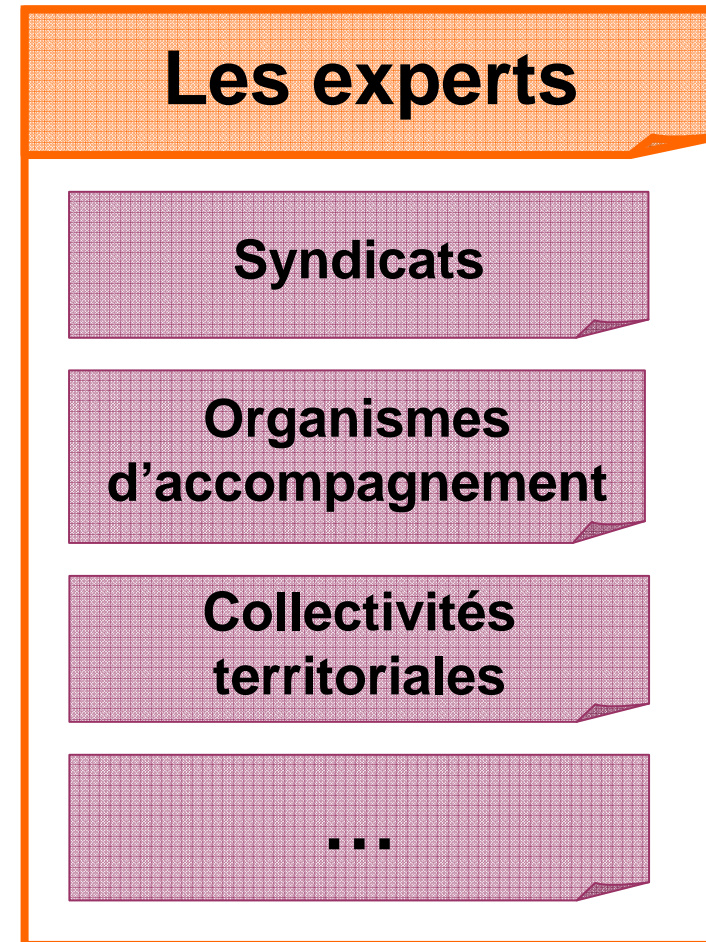 Les experts
Syndicats
Organismes
d’accompagnement
Collectivités
territoriales
…